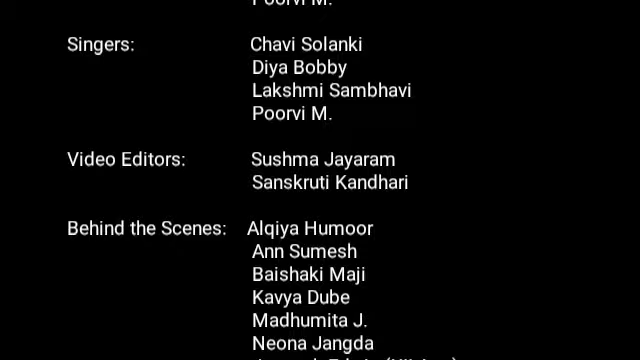 Poorvi M.
Singers: Chavi Solanki
Diya Bobby
Lakshmi Sambhavi
Poorvi M.
Video Editors: Sushma Jayaram
Sanskruti Kandhari
Behind the Scenes: Alqiya Humoor
Ann Sumesh
Baishaki Maji
Kavya Dube
Madhumita J.
Neona Jangda